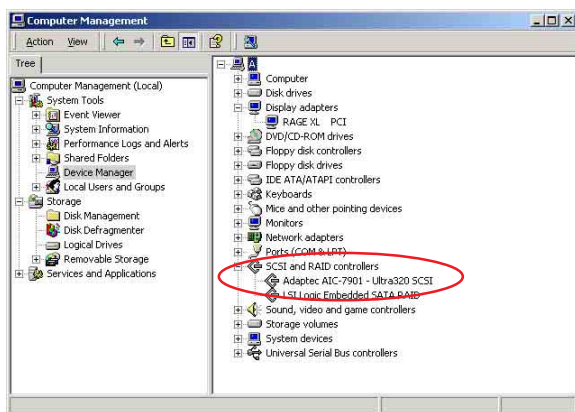 Computer Management
Action View
Tree
Computer Management (Local)
System Tools
Event Viewer
System Information
Performance Logs and Alerts
Shared Folders
Device Manager
Local Users and Groups
Storage
Disk Management
Disk Defragmenter
Logical Drives
Removable Storage
Services and Applications
A
Computer
Disk drives
Display adapters
RAGE XL PCI
DVD/CD-ROM drives
Floppy disk controllers
Floppy disk drives
IDE ATA/ATAPI controllers
Keyboards
Mice and other pointing devices
Monitors
Network adapters
Ports (COM & LPT)
SCSI and RAID controllers
Adaptec AIC-7901 - Ultra320 SCSI
LSI Logic Embedded SATA RAID
Sound, video and game controllers
Storage volumes
System devices
Universal Serial Bus controllers